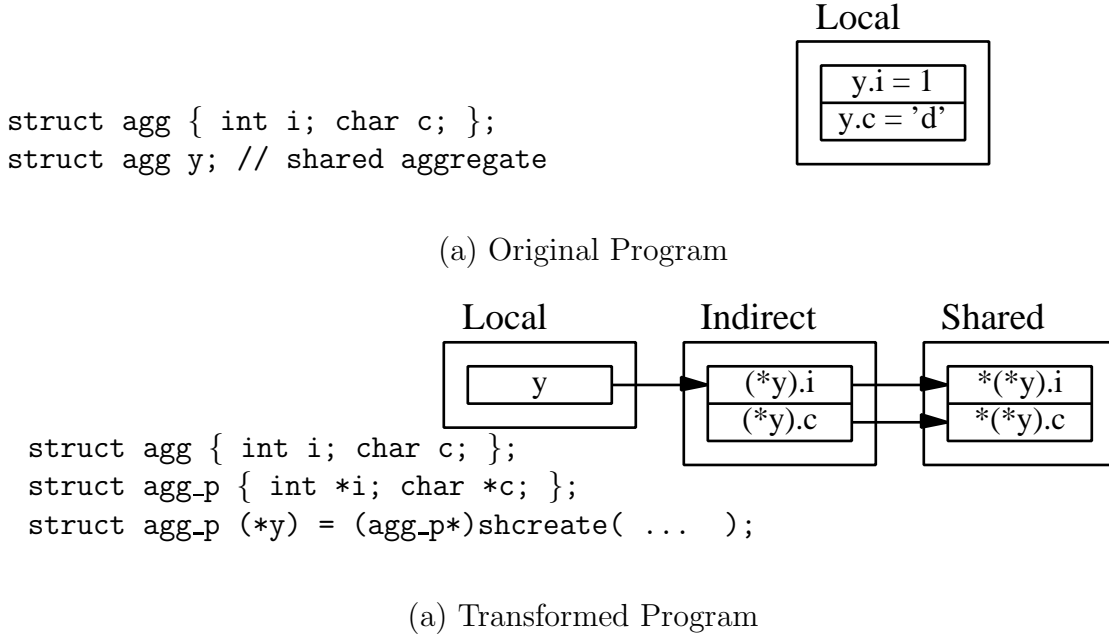 Local
y.i = 1
y.c = ’d’
struct agg { int i; char c; };
struct agg y; // shared aggregate
(a) Original Program
Local Indirect Shared
y (*y).i *(*y).i
(*y).c *(*y).c
struct agg { int i; char c; };
struct agg_p { int *i; char *c; };
struct agg_p (*y) = (agg_p*)shcreate( ... );
(a) Transformed Program